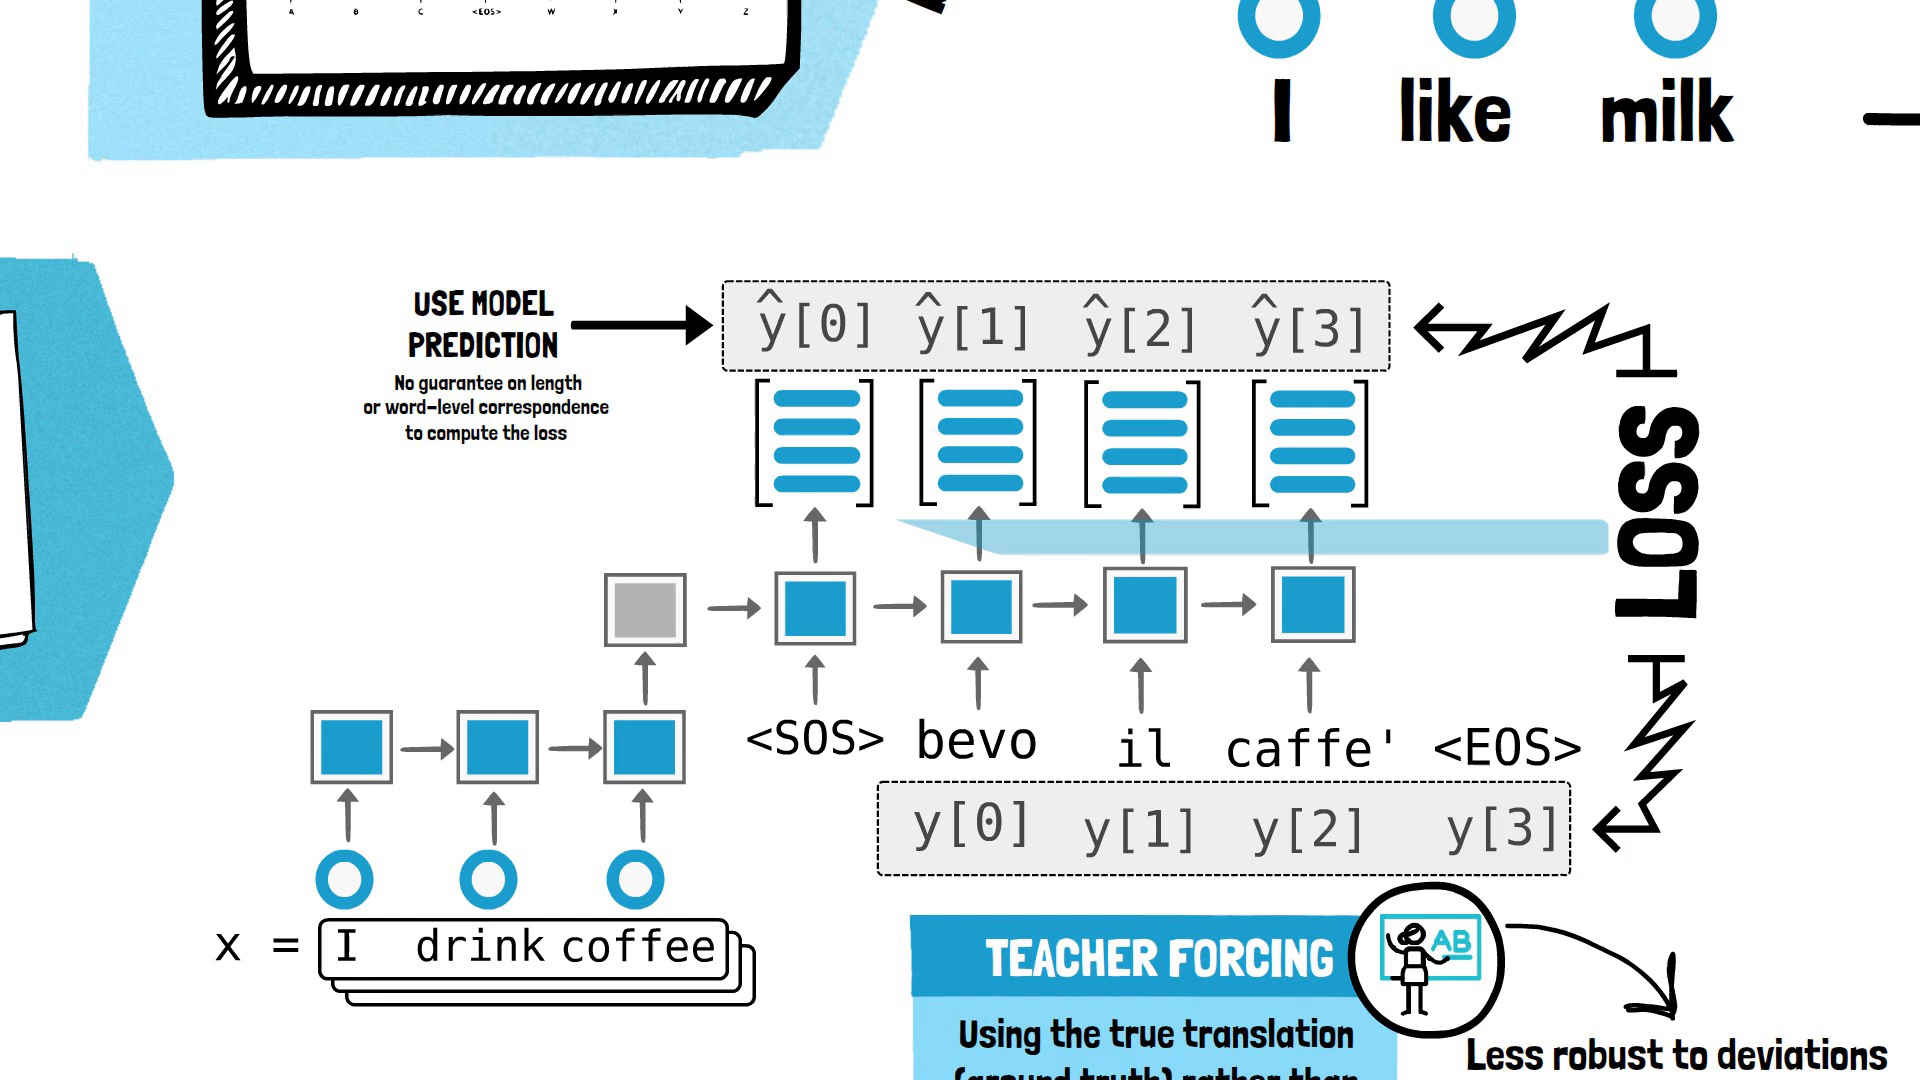 A B C <EOS> W X Y Z
I like milk
USE MODEL
PREDICTION
No guarantee on length
or word-level correspondence
to compute the loss
ŷ[0] ŷ[1] ŷ[2] ŷ[3]
LOSS
<SOS> bevo il caffe' <EOS>
y[0] y[1] y[2] y[3]
x = I drink coffee
TEACHER FORCING
AB
Using the true translation
(ground truth) rather than
Less robust to deviations